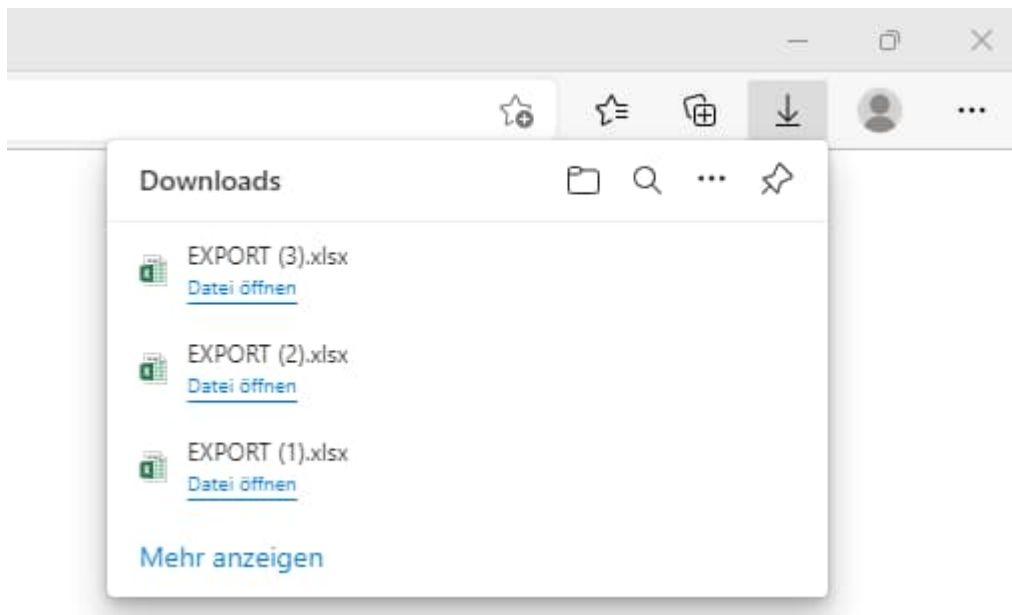 Downloads
EXPORT (3).xlsx
Datei öffnen
EXPORT (2).xlsx
Datei öffnen
EXPORT (1).xlsx
Datei öffnen
Mehr anzeigen